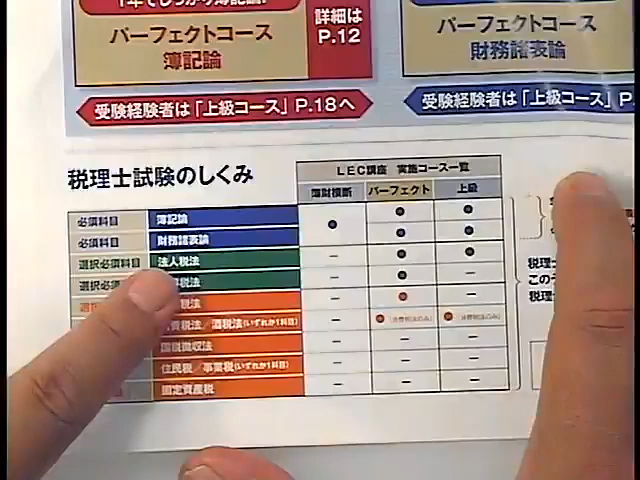 1年でしっかり簿記論!
パーフェクトコース
簿記論
詳細は
P.12
パーフェクトコース
財務諸表論
受験経験者は「上級コース」P.18へ
受験経験者は「上級コース」P
税理士試験のしくみ
LEC講座 実施コース一覧
簿財横断 パーフェクト 上級
必須科目 簿記論 ● ● ●
必須科目 財務諸表論 ● ●
選択必須科目 法人税法 − ● ●
選択必須 税法 − ● −
選択 税法 − ● −
費税法/酒税法(いずれか1科目) − ●(消費税法のみ) ●(消費税法のみ)
国税徴収法 − − −
住民税/事業税(いずれか1科目) − − −
固定資産税 − − −
税理士
この
税理